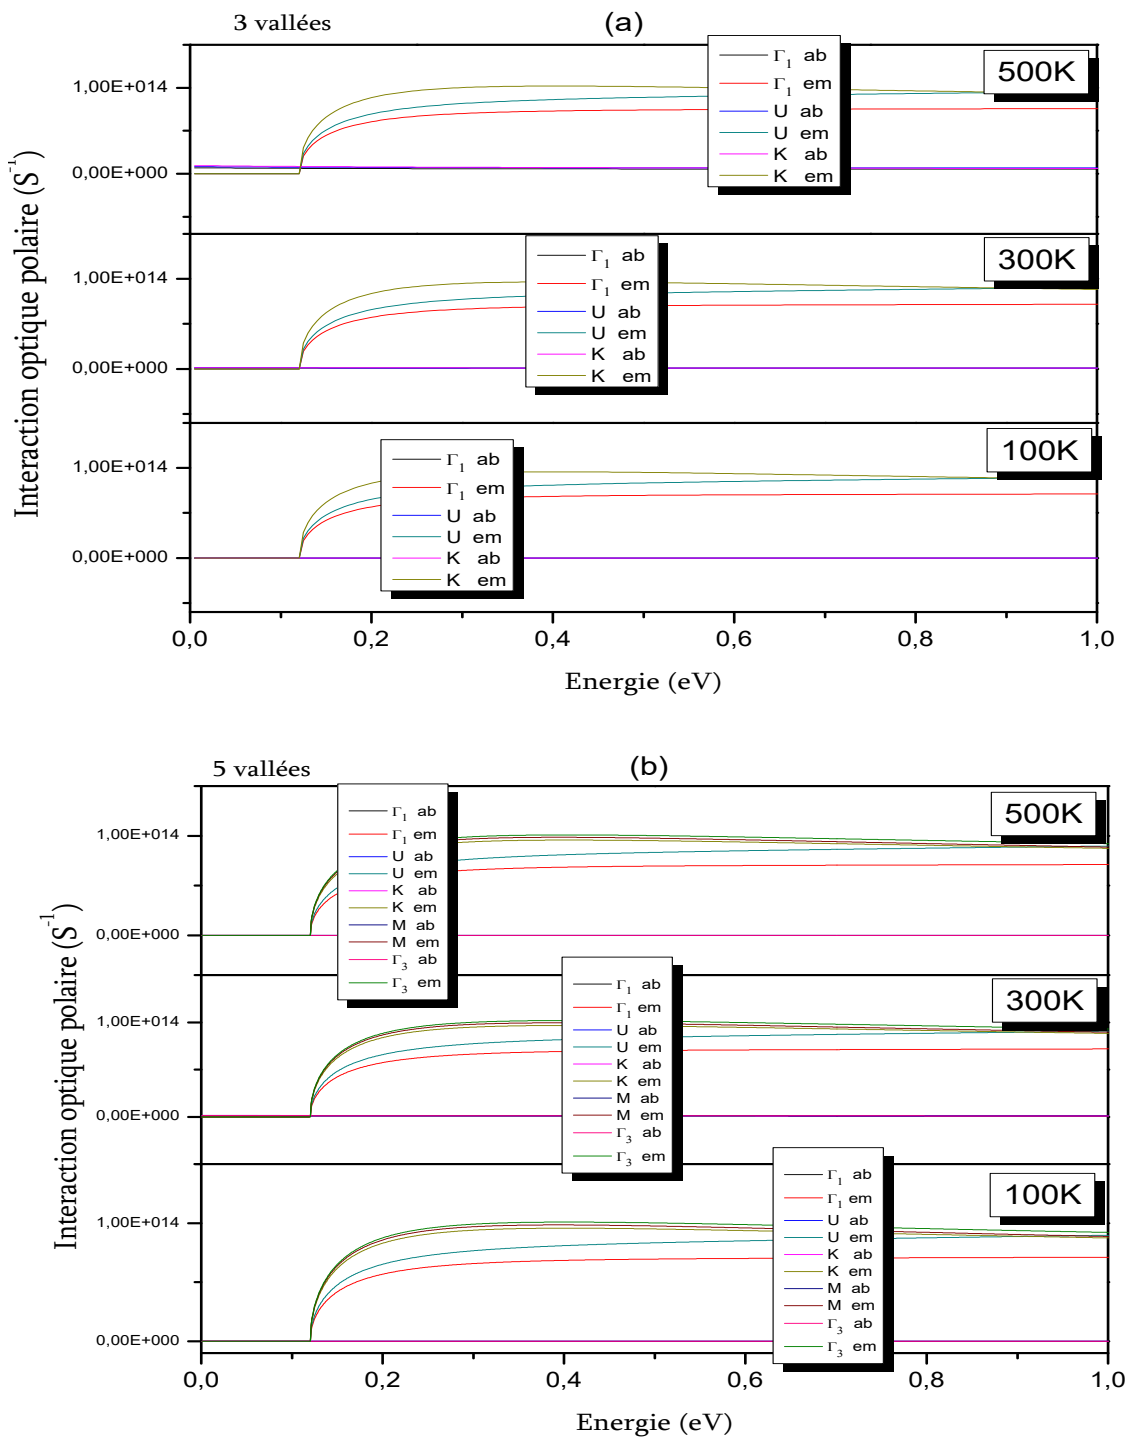 3 vallées
(a)
Interaction optique polaire (S⁻¹)
1,00E+014
0,00E+000
Γ₁ ab
Γ₁ em
U ab
U em
K ab
K em
500K
1,00E+014
0,00E+000
Γ₁ ab
Γ₁ em
U ab
U em
K ab
K em
300K
1,00E+014
0,00E+000
Γ₁ ab
Γ₁ em
U ab
U em
K ab
K em
100K
0,0 0,2 0,4 0,6 0,8 1,0
Energie (eV)
5 vallées
(b)
Interaction optique polaire (S⁻¹)
1,00E+014
0,00E+000
Γ₁ ab
Γ₁ em
U ab
U em
K ab
K em
M ab
M em
Γ₃ ab
Γ₃ em
500K
1,00E+014
0,00E+000
Γ₁ ab
Γ₁ em
U ab
U em
K ab
K em
M ab
M em
Γ₃ ab
Γ₃ em
300K
1,00E+014
0,00E+000
Γ₁ ab
Γ₁ em
U ab
U em
K ab
K em
M ab
M em
Γ₃ ab
Γ₃ em
100K
0,0 0,2 0,4 0,6 0,8 1,0
Energie (eV)